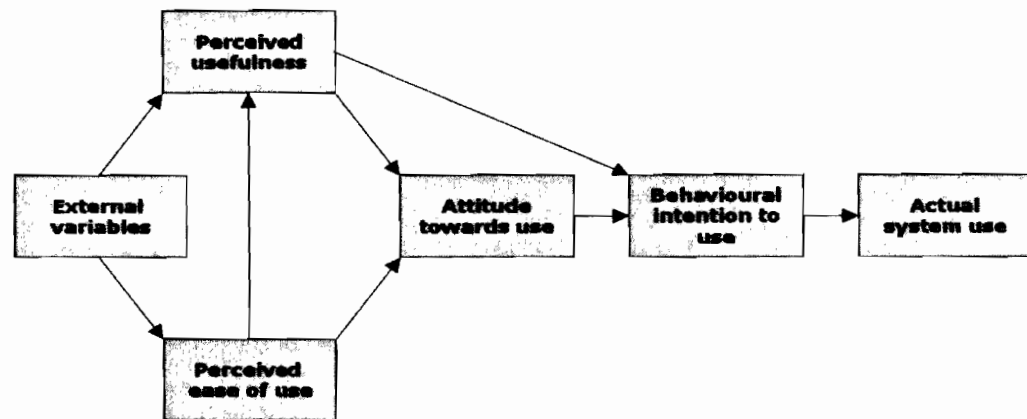 Perceived
usefulness
External
variables
Attitude
towards use
Behavioural
intention to
use
Actual
system use
Perceived
ease of use